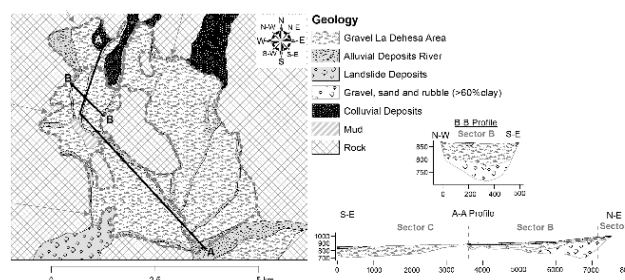 A
B
B
A
N
N-W N-E
W E
S-W S-E
S
0 2.5 5 km
Geology
Gravel La Dehesa Area
Alluvial Deposits River
Landslide Deposits
Gravel, sand and rubble (>60%clay)
Colluvial Deposits
Mud
Rock
B B Profile
N-W Sector B S-E
850
800
750
0 200 400 500
S-E A-A Profile N-E
Sector C Sector B Secto
1000
900
800
700
0 1000 2000 3000 4000 5000 6000 7000